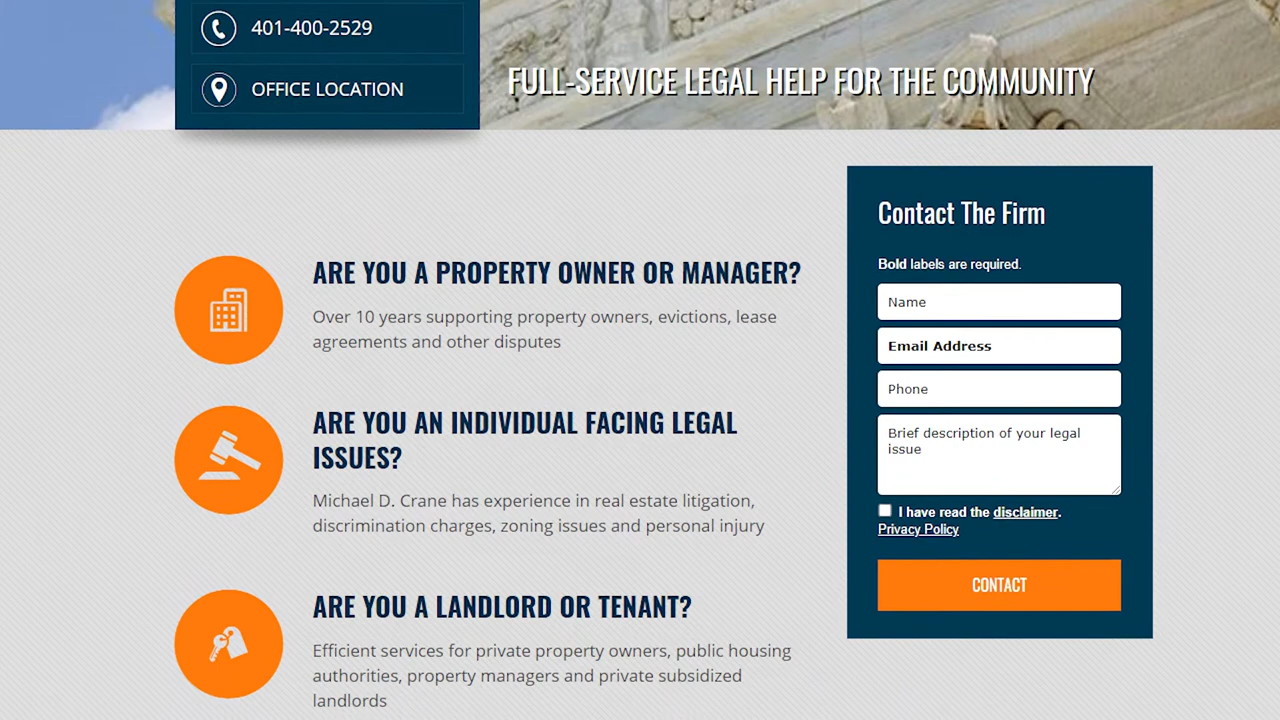 401-400-2529
OFFICE LOCATION
FULL-SERVICE LEGAL HELP FOR THE COMMUNITY
ARE YOU A PROPERTY OWNER OR MANAGER?
Over 10 years supporting property owners, evictions, lease
agreements and other disputes
ARE YOU AN INDIVIDUAL FACING LEGAL
ISSUES?
Michael D. Crane has experience in real estate litigation,
discrimination charges, zoning issues and personal injury
ARE YOU A LANDLORD OR TENANT?
Efficient services for private property owners, public housing
authorities, property managers and private subsidized
landlords
Contact The Firm
Bold labels are required.
Name
Email Address
Phone
Brief description of your legal
issue
I have read the disclaimer.
Privacy Policy
CONTACT